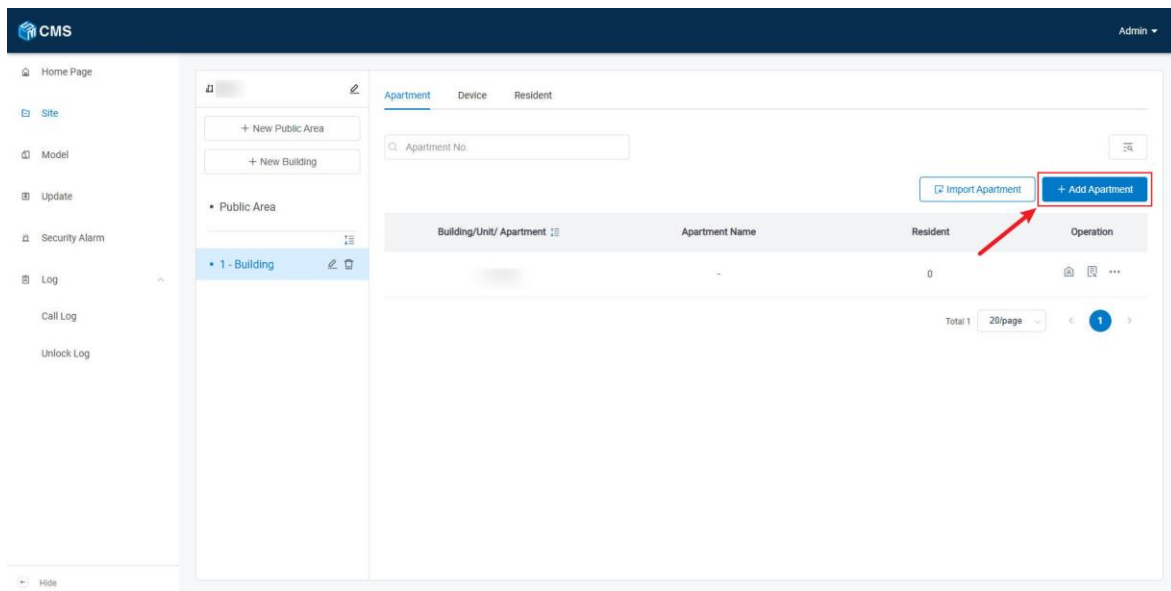 CMS
Admin
Home Page
Site
Model
Update
Security Alarm
Log
Call Log
Unlock Log
Hide
+ New Public Area
+ New Building
• Public Area
• 1 - Building
Apartment Device Resident
Apartment No.
Import Apartment + Add Apartment
Building/Unit/ Apartment Apartment Name Resident Operation
- 0 •••
Total 1 20/page < 1 >